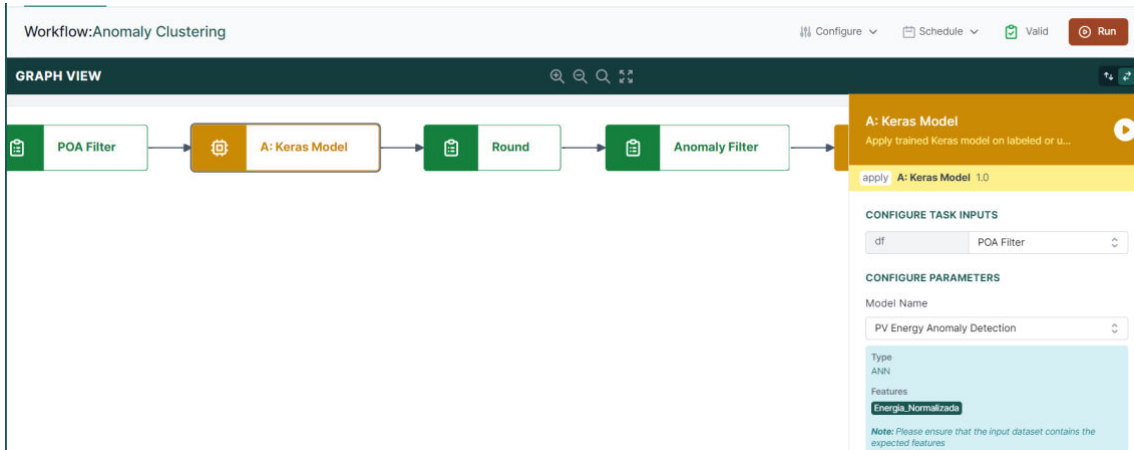 Workflow:Anomaly Clustering
Configure
Schedule
Valid
Run
GRAPH VIEW
POA Filter
A: Keras Model
Round
Anomaly Filter
A: Keras Model
Apply trained Keras model on labeled or u...
apply A: Keras Model 1.0
CONFIGURE TASK INPUTS
df POA Filter
CONFIGURE PARAMETERS
Model Name
PV Energy Anomaly Detection
Type
ANN
Features
Energia_Normalizada
Note: Please ensure that the input dataset contains the
expected features